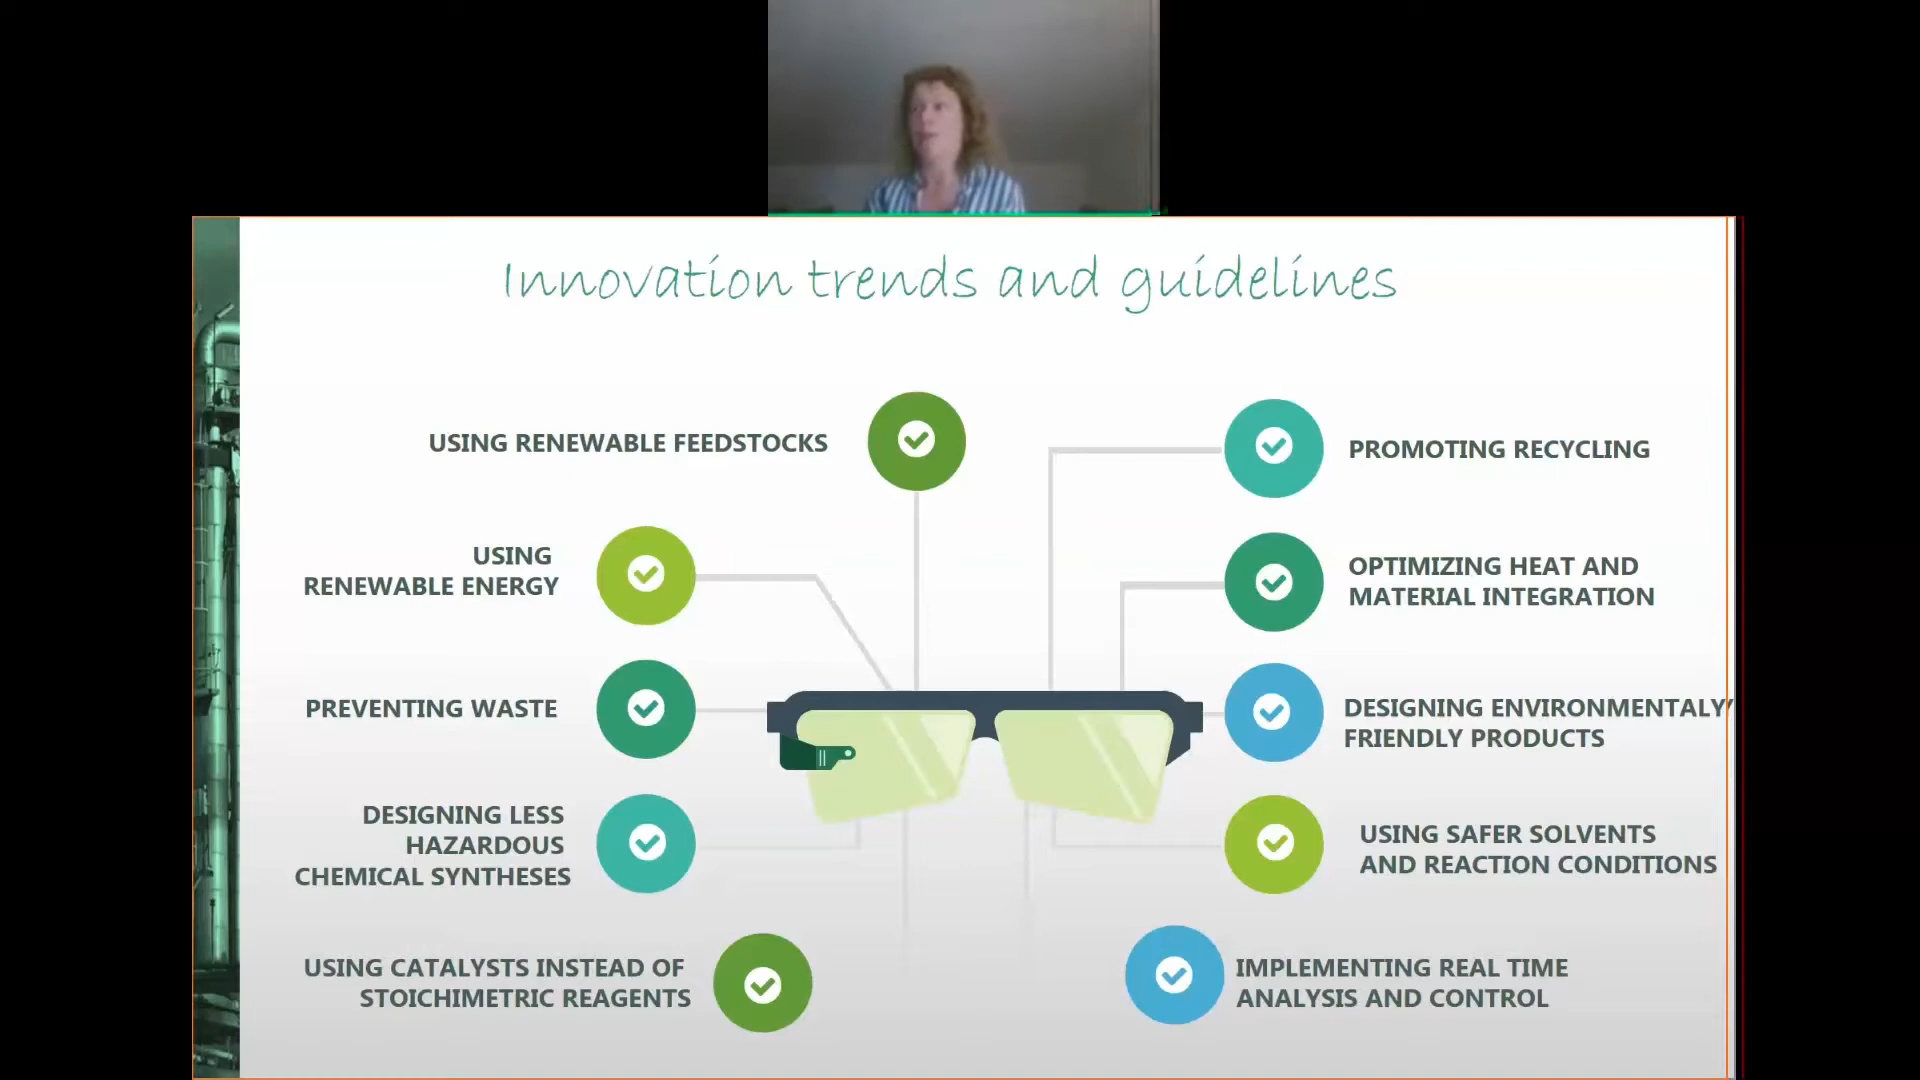 Innovation trends and guidelines
USING RENEWABLE FEEDSTOCKS
USING
RENEWABLE ENERGY
PREVENTING WASTE
DESIGNING LESS
HAZARDOUS
CHEMICAL SYNTHESES
USING CATALYSTS INSTEAD OF
STOICHIMETRIC REAGENTS
PROMOTING RECYCLING
OPTIMIZING HEAT AND
MATERIAL INTEGRATION
DESIGNING ENVIRONMENTALY
FRIENDLY PRODUCTS
USING SAFER SOLVENTS
AND REACTION CONDITIONS
IMPLEMENTING REAL TIME
ANALYSIS AND CONTROL